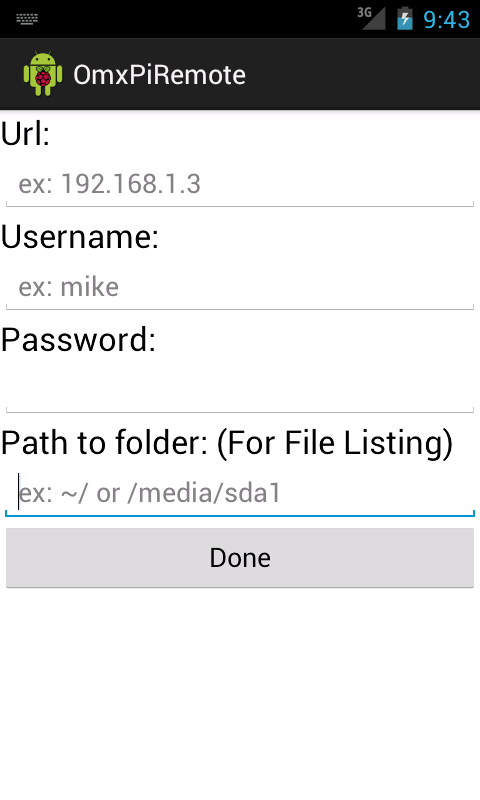 3G 9:43
OmxPiRemote
Url:
ex: 192.168.1.3
Username:
ex: mike
Password:
Path to folder: (For File Listing)
ex: ~/ or /media/sda1
Done